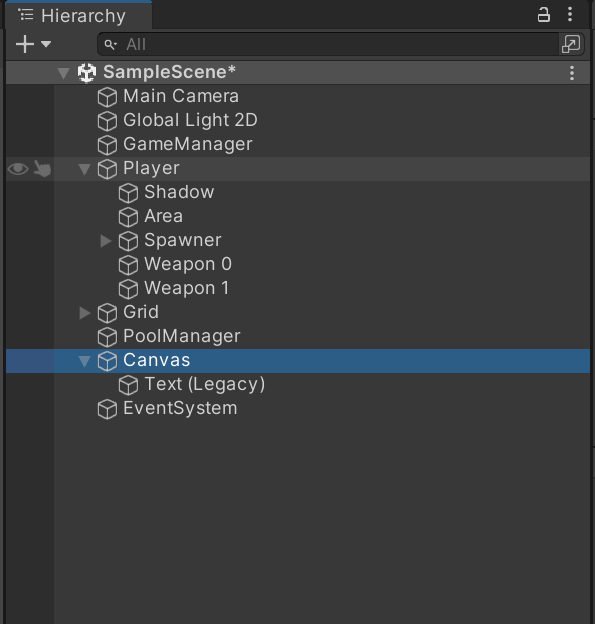 Hierarchy
All
SampleScene*
Main Camera
Global Light 2D
GameManager
Player
Shadow
Area
Spawner
Weapon 0
Weapon 1
Grid
PoolManager
Canvas
Text (Legacy)
EventSystem